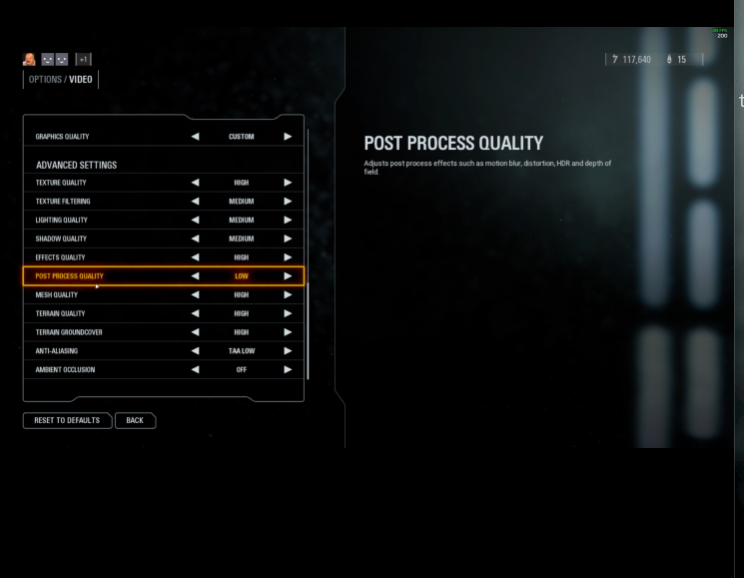 200
+1
117,640 15
OPTIONS / VIDEO
GRAPHICS QUALITY CUSTOM
ADVANCED SETTINGS
TEXTURE QUALITY HIGH
TEXTURE FILTERING MEDIUM
LIGHTING QUALITY MEDIUM
SHADOW QUALITY MEDIUM
EFFECTS QUALITY HIGH
POST PROCESS QUALITY LOW
MESH QUALITY HIGH
TERRAIN QUALITY HIGH
TERRAIN GROUNDCOVER HIGH
ANTI-ALIASING TAA LOW
AMBIENT OCCLUSION OFF
RESET TO DEFAULTS BACK
POST PROCESS QUALITY
Adjusts post process effects such as motion blur, distortion, HDR and depth of
field.
t